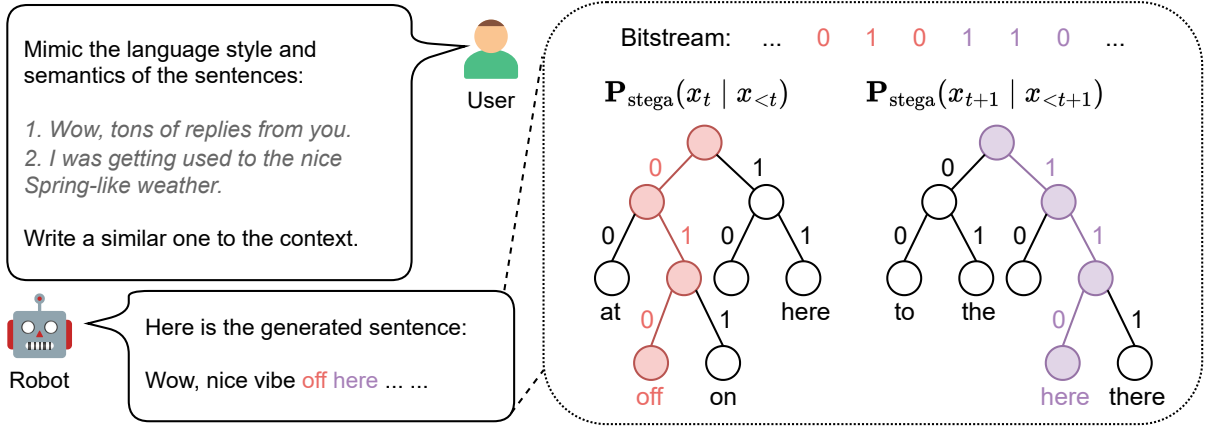 Mimic the language style and
semantics of the sentences:
1. Wow, tons of replies from you.
2. I was getting used to the nice
Spring-like weather.
Write a similar one to the context.
User
Robot
Here is the generated sentence:
Wow, nice vibe off here ... ...
Bitstream: ... 0 1 0 1 1 0 ...
P_stega(x_t | x_{<t})
0 1
0 1 0 1
at here
0 1
off on
P_stega(x_{t+1} | x_{<t+1})
0 1
0 1 0 1
to the
0 1
here there